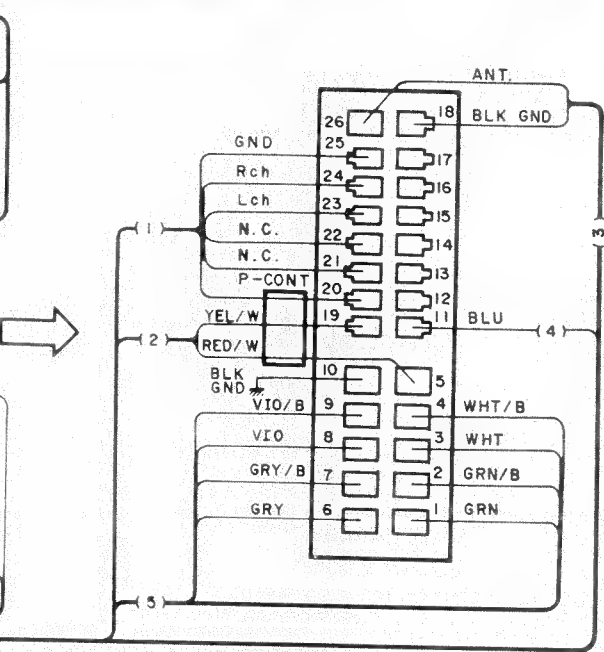 ANT.
26 18 BLK GND
GND 25 17
Rch 24 16
Lch 23 15
N.C. 22 14
( 1 )
3
N.C. 21 13
P-CONT 20 12
YEL/W 19 11 BLU
( 2 )
( 4 )
RED/W
BLK GND 10 5
VIO/B 9 4 WHT/B
VIO 8 3 WHT
GRY/B 7 2 GRN/B
GRY 6 1 GRN
( 5 )